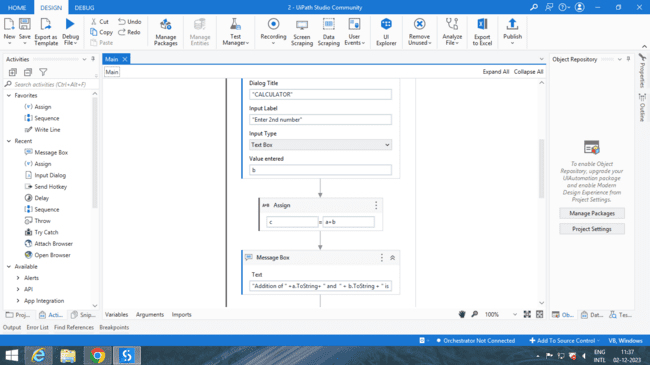 HOME DESIGN DEBUG 2 - UiPath Studio Community
New Save Export as Template Debug File Cut Copy Paste Undo Redo Manage Packages Manage Entities Test Manager Recording Screen Scraping Data Scraping User Events UI Explorer Remove Unused Analyze File Export to Excel Publish
Activities
Main
Object Repository
Main
Expand All Collapse All
Search activities (Ctrl+Alt+F)
Favorites
Assign
Sequence
Write Line
Recent
Message Box
Assign
Input Dialog
Send Hotkey
Delay
Sequence
Throw
Try Catch
Attach Browser
Open Browser
Available
Alerts
API
App Integration
Dialog Title
"CALCULATOR"
Input Label
"Enter 2nd number"
Input Type
Text Box
Value entered
b
A+B Assign
c = a+b
Message Box
Text
"Addition of " +a.ToString+ " and " + b.ToString + " is
To enable Object
Repository,
upgrade your
UIAutomation package
and enable Modern
Design Experience from
Project Settings.
Manage Packages
Project Settings
Properties
Outline
Proj... Acti... Snip...
Variables Arguments Imports
100%
Ob... Dat... Tes...
Output Error List Find References Breakpoints
Orchestrator Not Connected Add To Source Control VB, Windows
ENG
INTL
11:37
02-12-2023